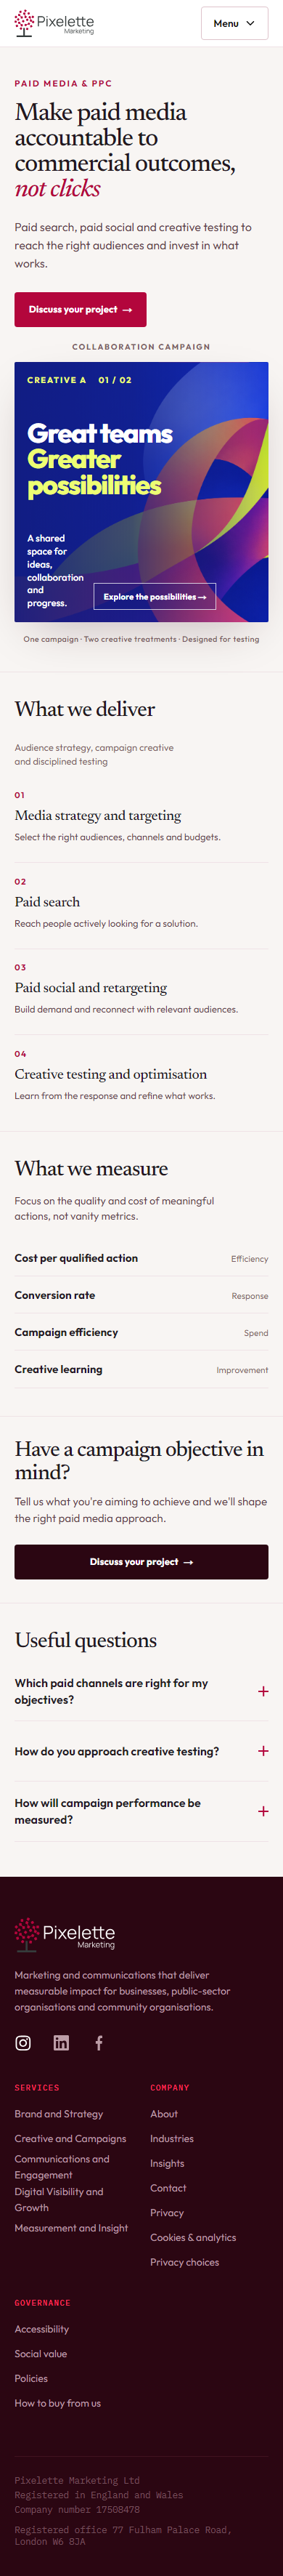 Pixelette
Marketing
Menu
PAID MEDIA & PPC
Make paid media
accountable to
commercial outcomes,
not clicks
Paid search, paid social and creative testing to
reach the right audiences and invest in what
works.
Discuss your project →
COLLABORATION CAMPAIGN
CREATIVE A 01 / 02
Great teams
Greater
possibilities
A shared
space for
ideas,
collaboration
and
progress.
Explore the possibilities →
One campaign · Two creative treatments · Designed for testing
What we deliver
Audience strategy, campaign creative
and disciplined testing
01
Media strategy and targeting
Select the right audiences, channels and budgets.
02
Paid search
Reach people actively looking for a solution.
03
Paid social and retargeting
Build demand and reconnect with relevant audiences.
04
Creative testing and optimisation
Learn from the response and refine what works.
What we measure
Focus on the quality and cost of meaningful
actions, not vanity metrics.
Cost per qualified action Efficiency
Conversion rate Response
Campaign efficiency Spend
Creative learning Improvement
Have a campaign objective in
mind?
Tell us what you're aiming to achieve and we'll shape
the right paid media approach.
Discuss your project →
Useful questions
Which paid channels are right for my
objectives?
How do you approach creative testing?
How will campaign performance be
measured?
Pixelette
Marketing
Marketing and communications that deliver
measurable impact for businesses, public-sector
organisations and community organisations.
SERVICES
Brand and Strategy
Creative and Campaigns
Communications and
Engagement
Digital Visibility and
Growth
Measurement and Insight
COMPANY
About
Industries
Insights
Contact
Privacy
Cookies & analytics
Privacy choices
GOVERNANCE
Accessibility
Social value
Policies
How to buy from us
Pixelette Marketing Ltd
Registered in England and Wales
Company number 17508478
Registered office 77 Fulham Palace Road,
London W6 8JA